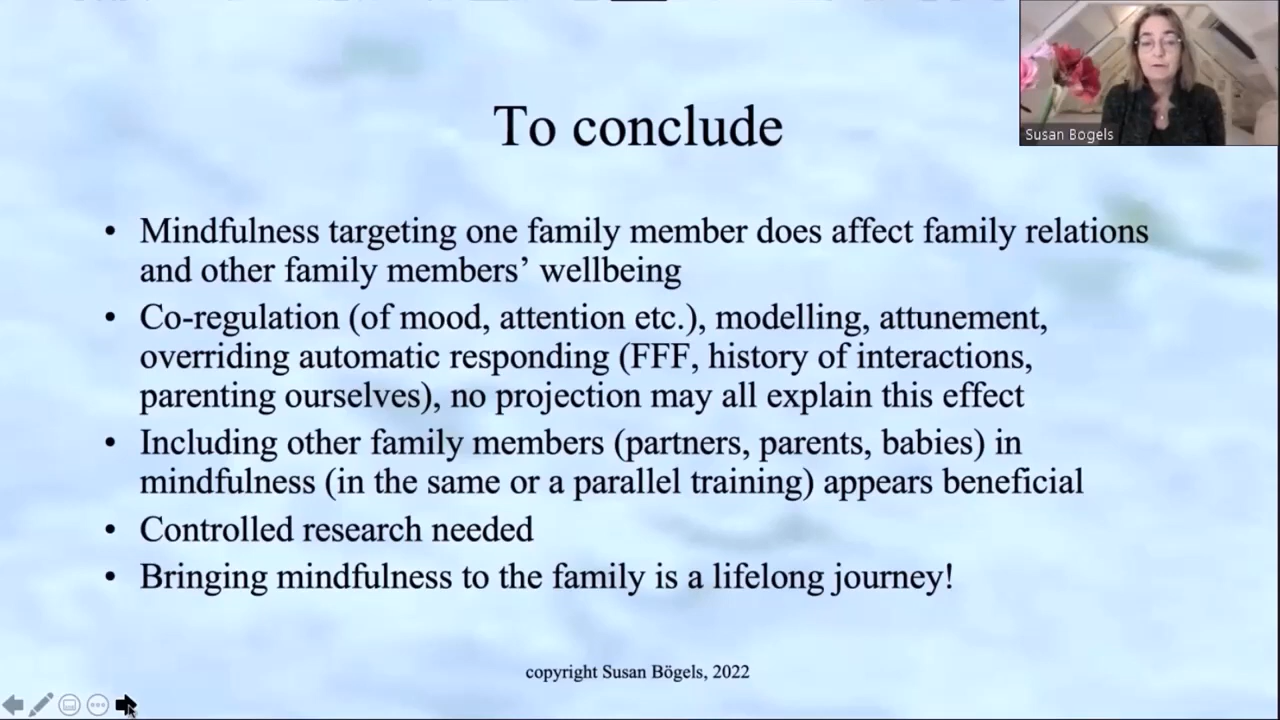 Susan Bogels
To conclude
• Mindfulness targeting one family member does affect family relations
and other family members’ wellbeing
• Co-regulation (of mood, attention etc.), modelling, attunement,
overriding automatic responding (FFF, history of interactions,
parenting ourselves), no projection may all explain this effect
• Including other family members (partners, parents, babies) in
mindfulness (in the same or a parallel training) appears beneficial
• Controlled research needed
• Bringing mindfulness to the family is a lifelong journey!
copyright Susan Bögels, 2022